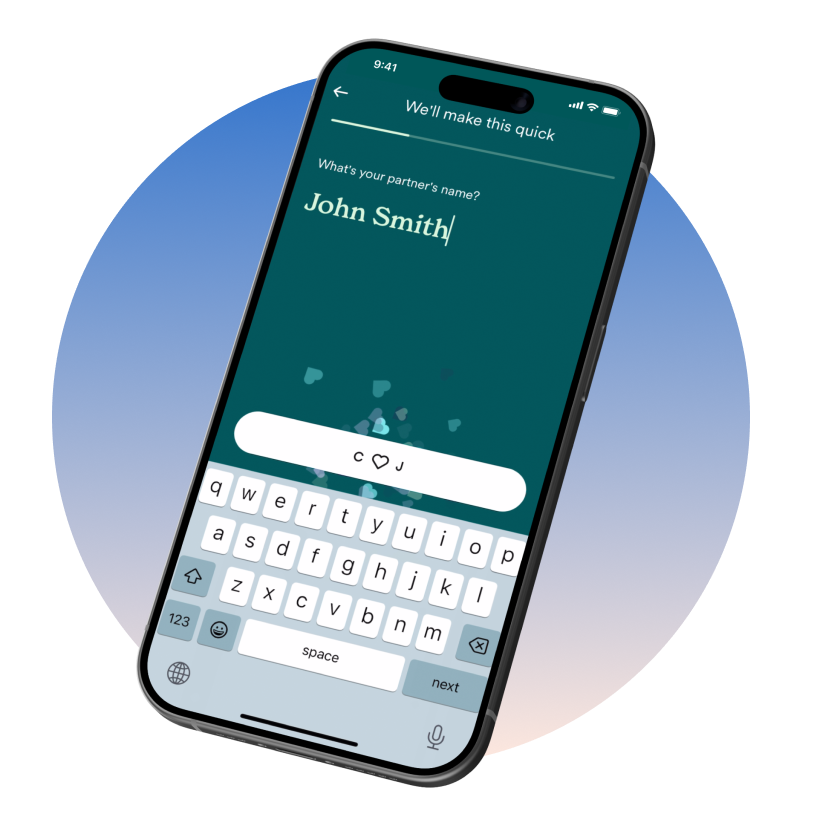 9:41
We'll make this quick
What's your partner's name?
John Smith
C J
q w e r t y u i o p
a s d f g h j k l
z x c v b n m
123 space next